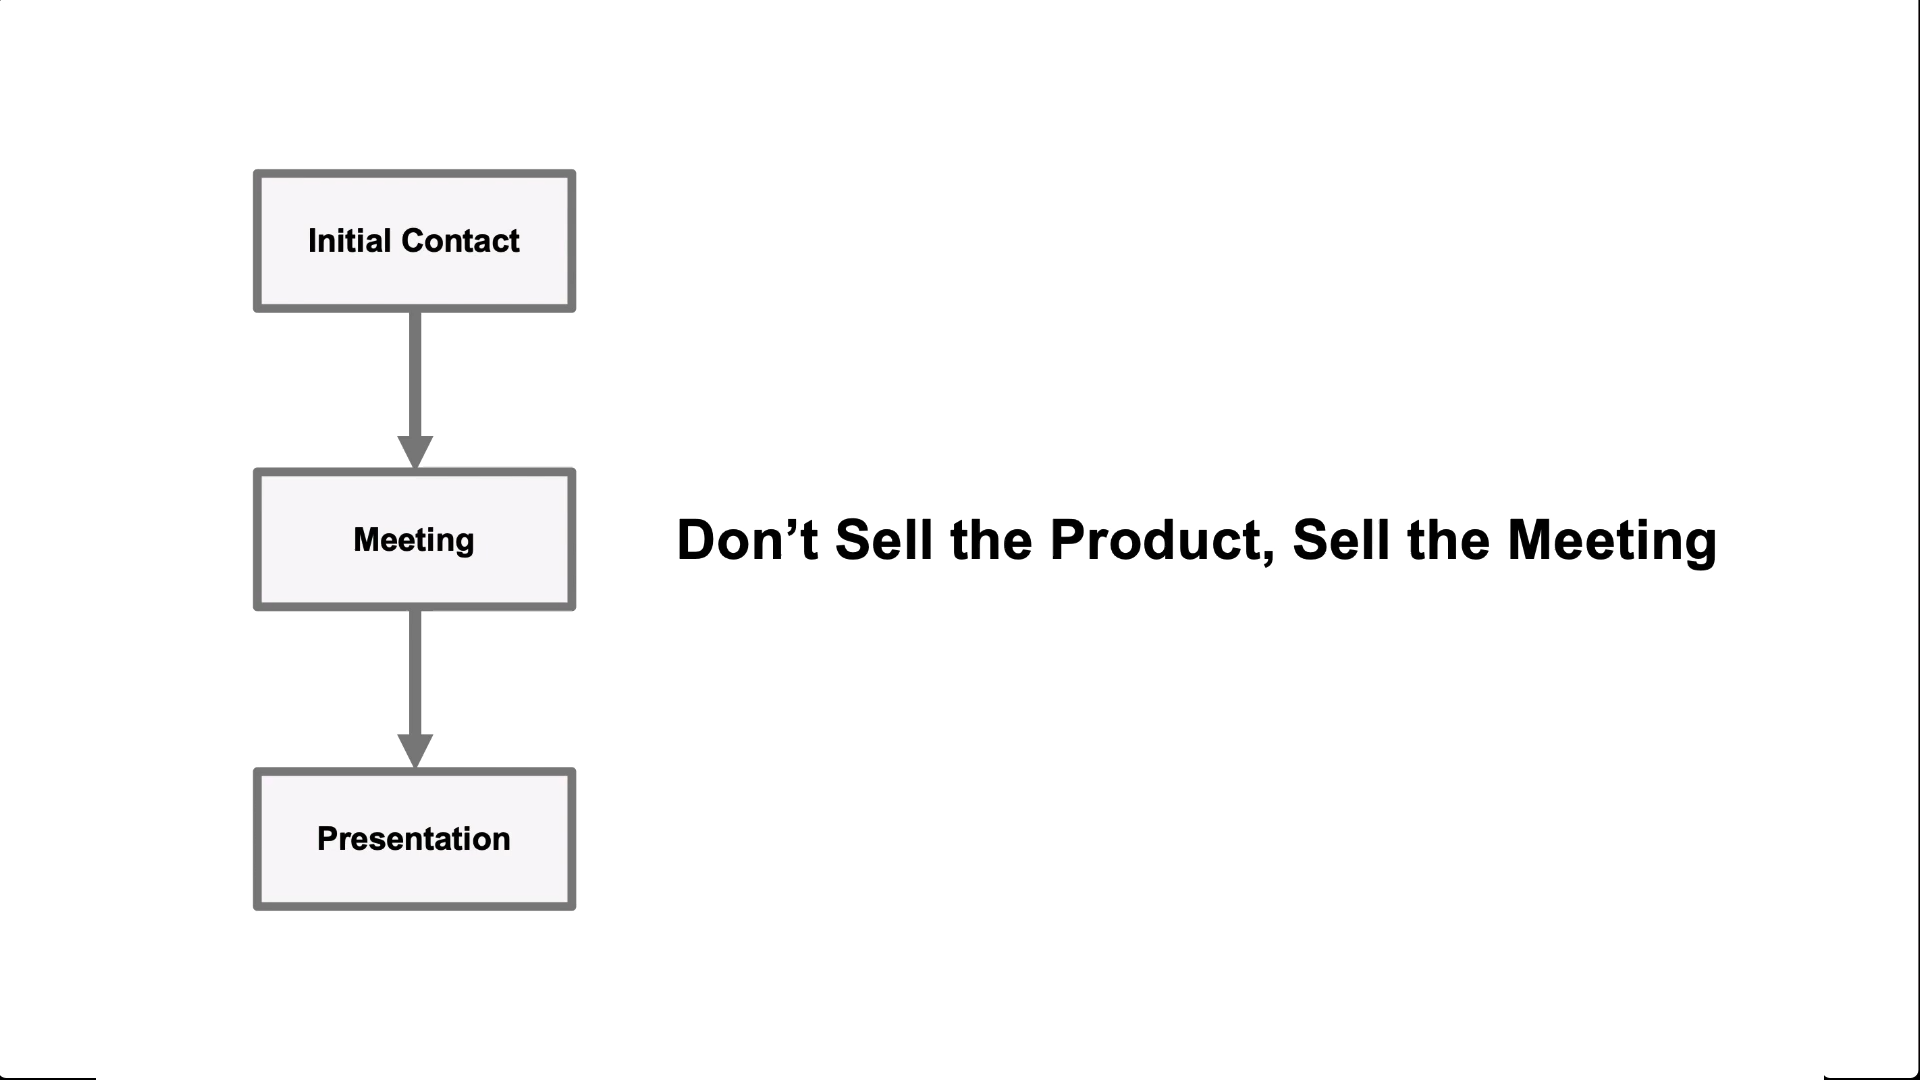 Initial Contact
Meeting
Don’t Sell the Product, Sell the Meeting
Presentation